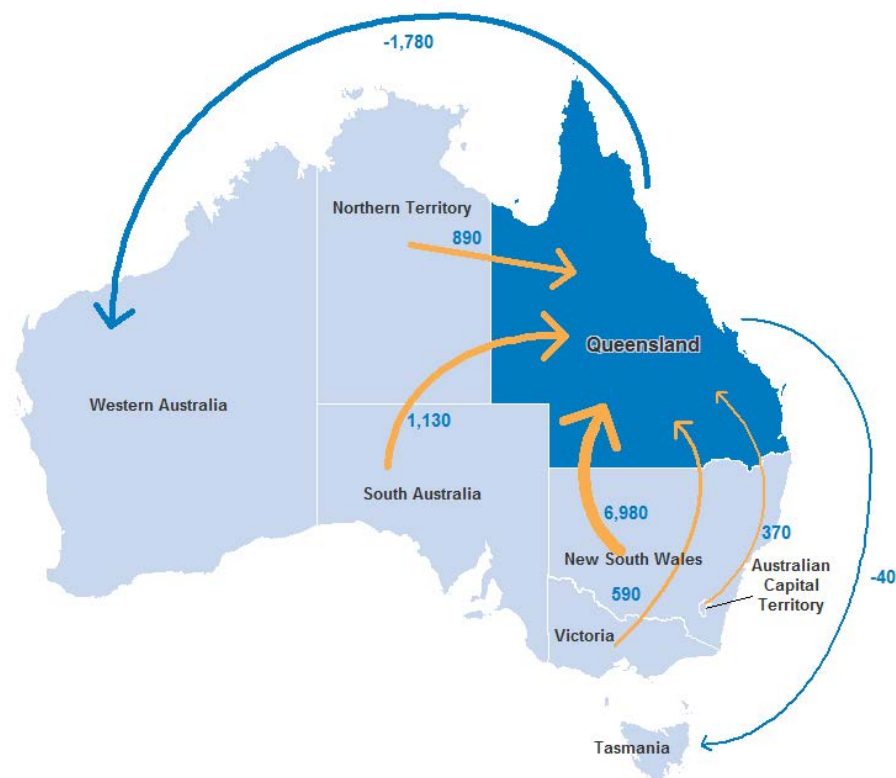 -1,780
Northern Territory
890
Queensland
Western Australia
1,130
South Australia
6,980
370
New South Wales
Australian
Capital
Territory
-40
590
Victoria
Tasmania